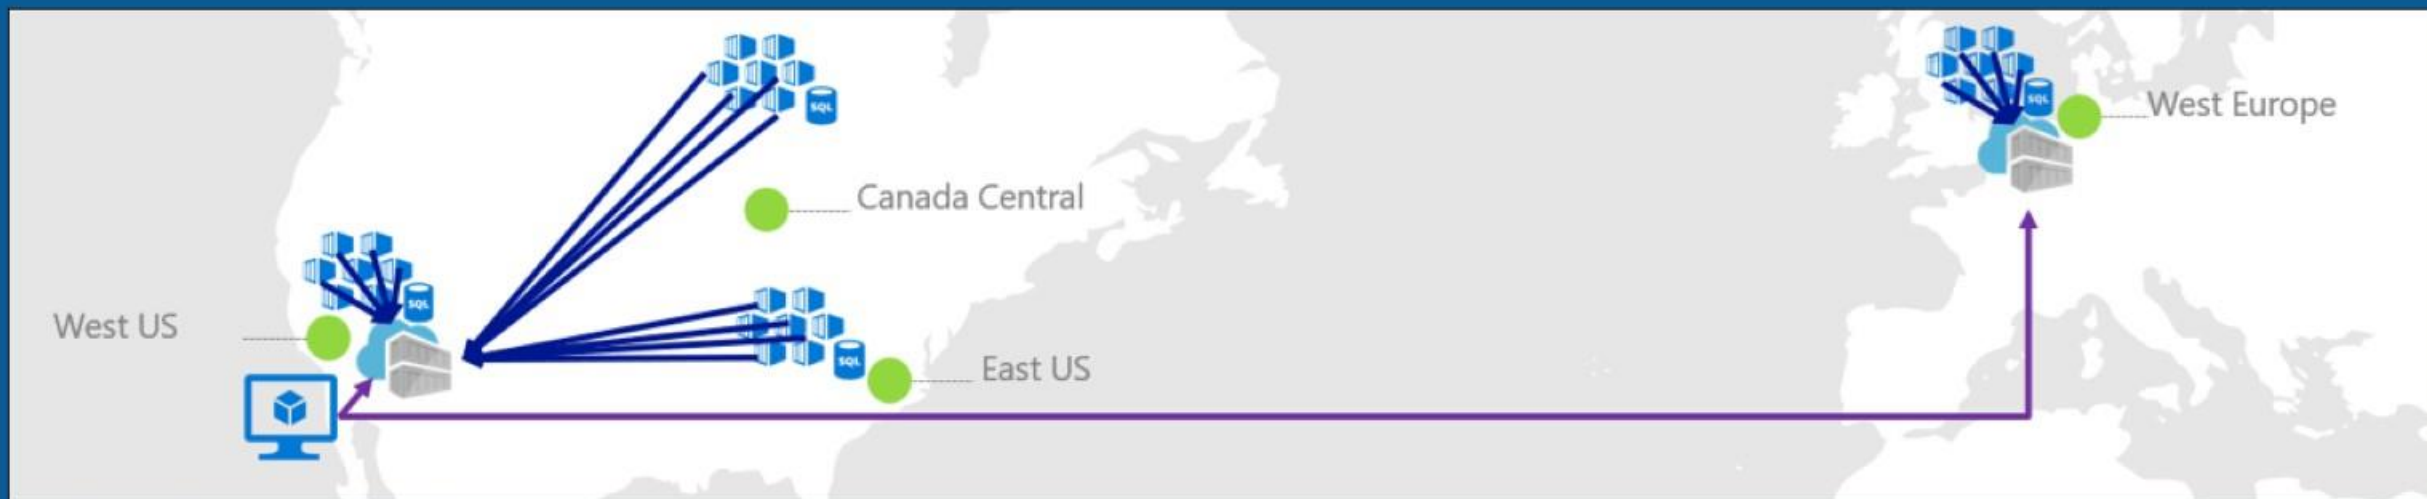 SQL
West Europe
SQL
Canada Central
SQL
West US
SQL
East US